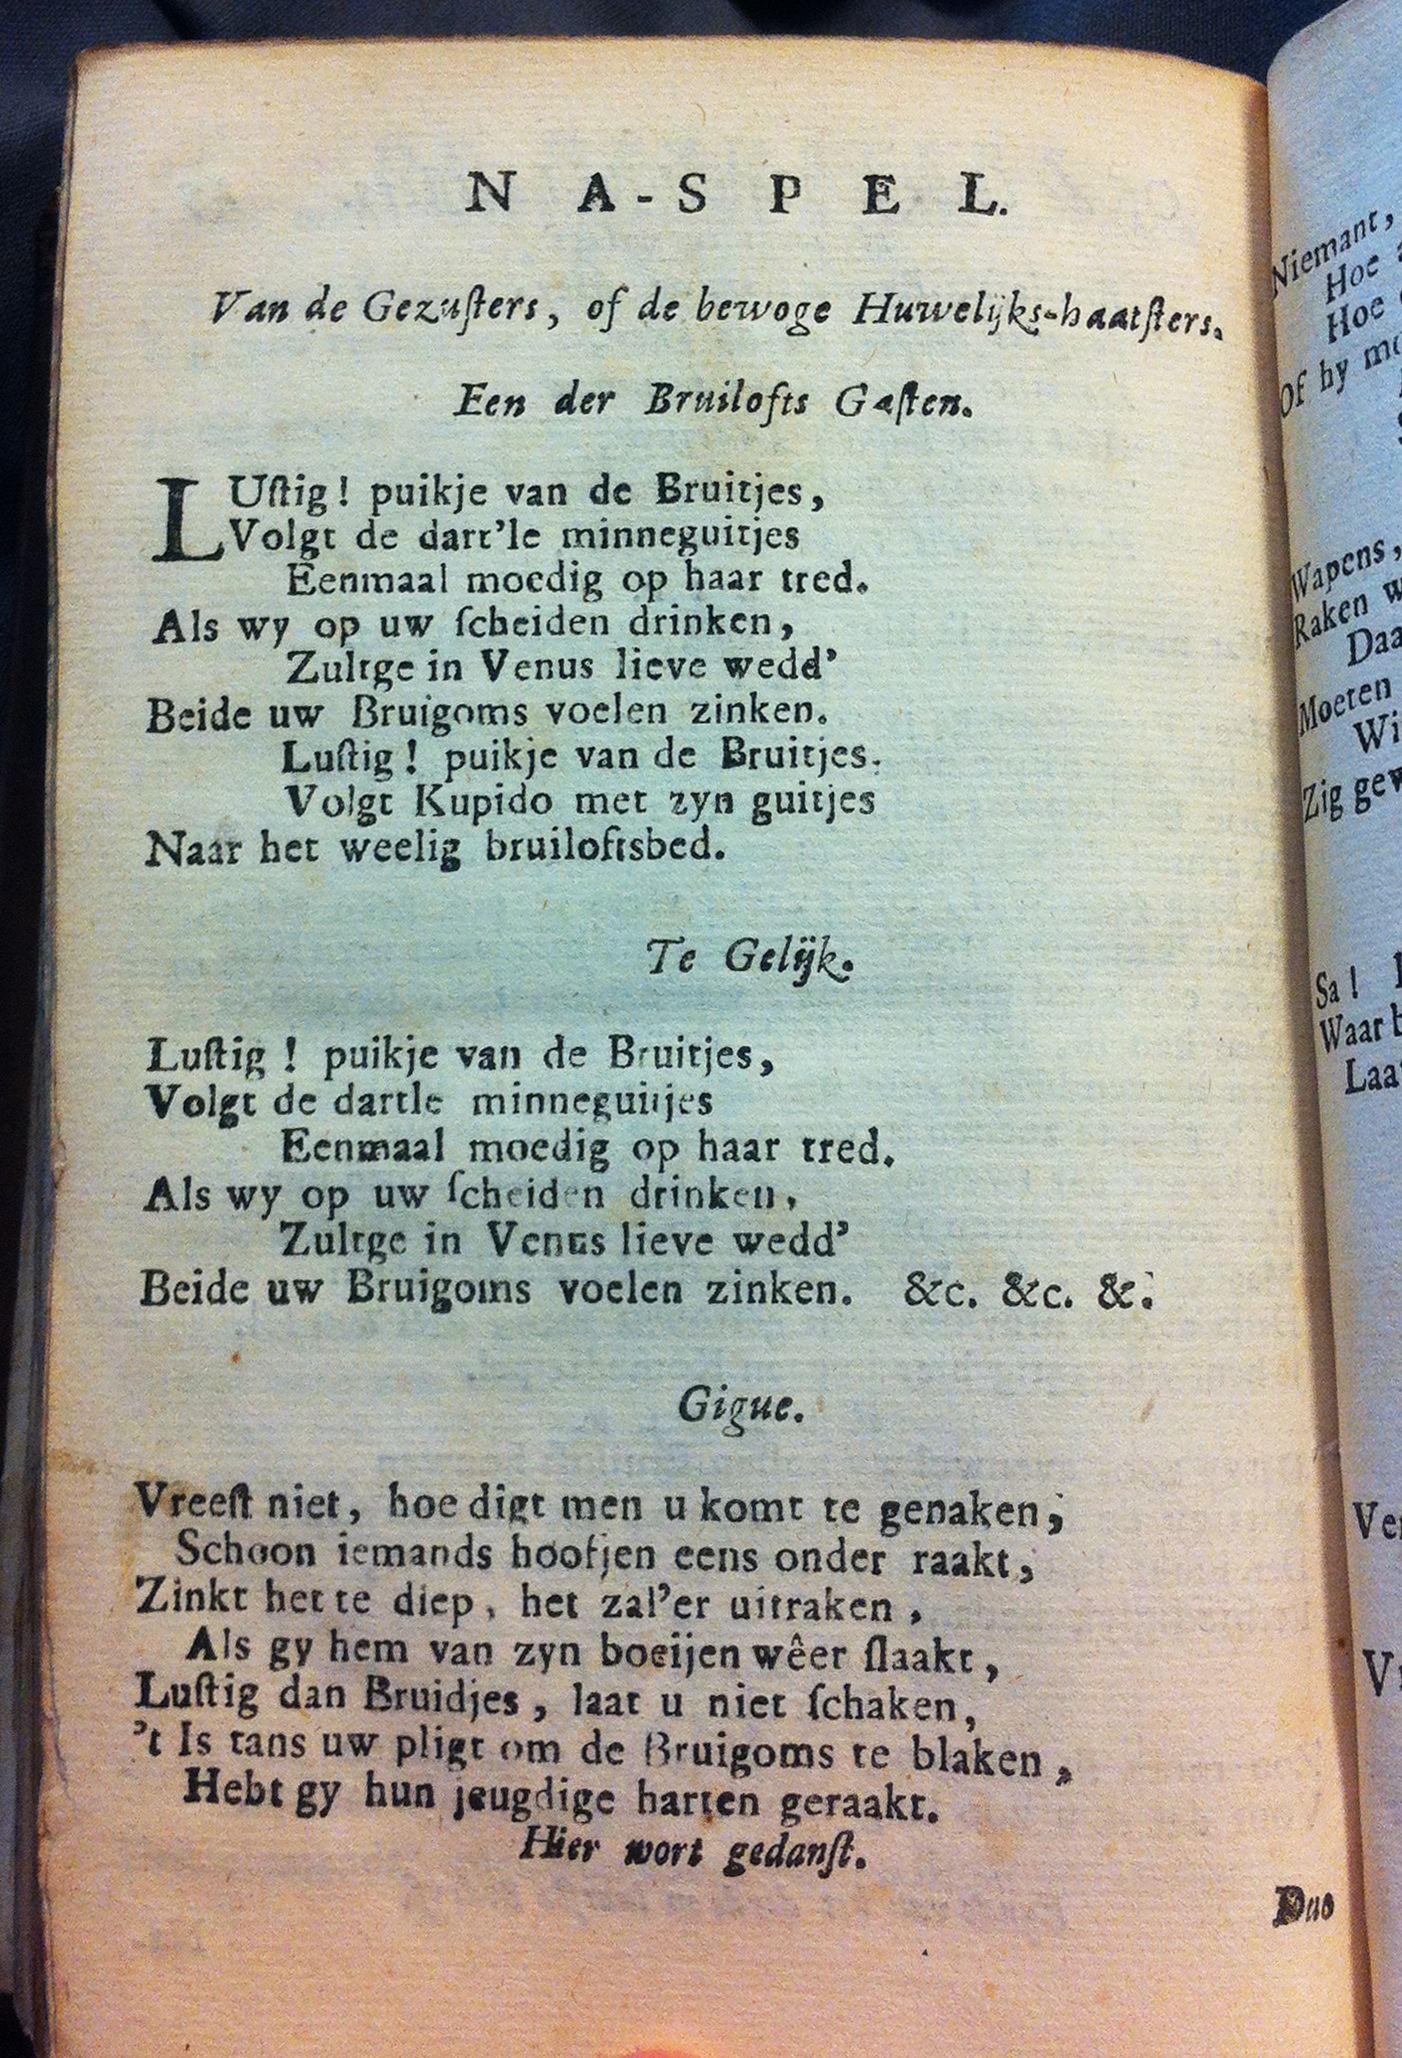 NA-SPEL.
Van de Gezuſters, of de bewoge Huwelijks-haatſters.
Een der Bruilofts Gaſten.
LUſtig! puikje van de Bruitjes,
Volgt de dart'le minneguitjes
Eenmaal moedig op haar tred.
Als wy op uw ſcheiden drinken,
Zultge in Venus lieve wedd'
Beide uw Bruigoms voelen zinken.
Luſtig! puikje van de Bruitjes.
Volgt Kupido met zyn guitjes
Naar het weelig bruiloftsbed.
Te Gelijk.
Luſtig! puikje van de Bruitjes,
Volgt de dartle minneguitjes
Eenmaal moedig op haar tred.
Als wy op uw ſcheiden drinken,
Zultge in Venus lieve wedd'
Beide uw Bruigoms voelen zinken. &c. &c. &.
Gigue.
Vreeſt niet, hoe digt men u komt te genaken,
Schoon iemands hoofjen eens onder raakt,
Zinkt het te diep, het zal'er uitraken,
Als gy hem van zyn boeijen wêer ſlaakt,
Luſtig dan Bruidjes, laat u niet ſchaken,
't Is tans uw pligt om de Bruigoms te blaken,
Hebt gy hun jeugdige harten geraakt.
Hier wort gedanſt.
Duo
Niemant,
Hoe
Hoe
Of hy
Wapens,
Raken
Moeten
Zig
Sa!
Waar